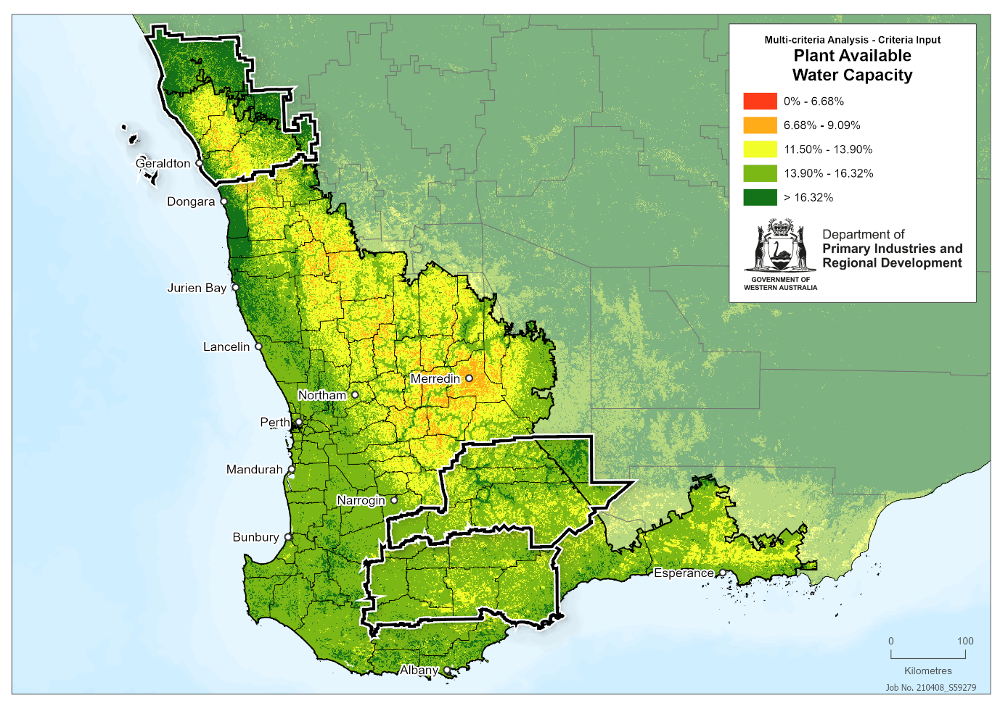 Multi-criteria Analysis - Criteria Input
Plant Available
Water Capacity
0% - 6.68%
6.68% - 9.09%
11.50% - 13.90%
13.90% - 16.32%
> 16.32%
Department of
Primary Industries and
Regional Development
GOVERNMENT OF
WESTERN AUSTRALIA
Geraldton
Dongara
Jurien Bay
Lancelin
Merredin
Northam
Perth
Mandurah
Narrogin
Bunbury
Esperance
Albany
0 100
Kilometres
Job No. 210408_S59279